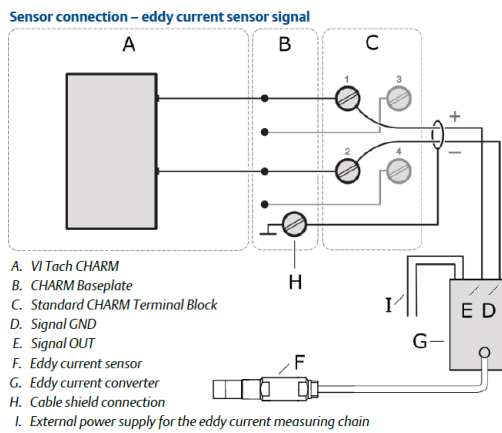 Sensor connection – eddy current sensor signal
A B C
1 3
+
2 4
–
H
I
E D
G
F
A. VI Tach CHARM
B. CHARM Baseplate
C. Standard CHARM Terminal Block
D. Signal GND
E. Signal OUT
F. Eddy current sensor
G. Eddy current converter
H. Cable shield connection
I. External power supply for the eddy current measuring chain